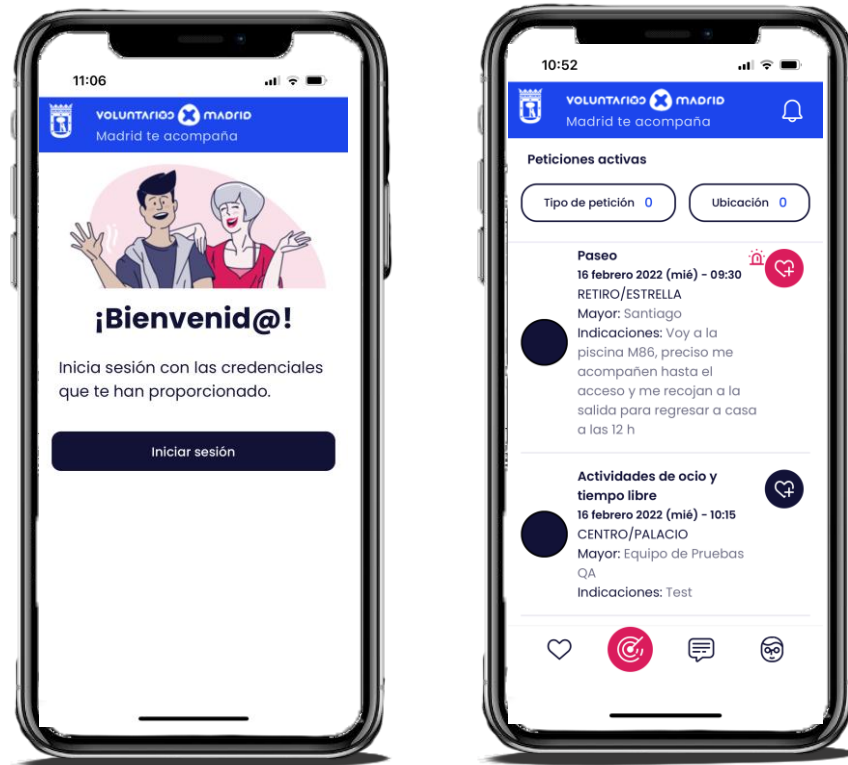 11:06
VOLUNTARIOS X MADRID
Madrid te acompaña
¡Bienvenid@!
Inicia sesión con las credenciales
que te han proporcionado.
Iniciar sesión
10:52
VOLUNTARIOS X MADRID
Madrid te acompaña
Peticiones activas
Tipo de petición 0
Ubicación 0
Paseo
16 febrero 2022 (mié) - 09:30
RETIRO/ESTRELLA
Mayor: Santiago
Indicaciones: Voy a la
piscina M86, preciso me
acompañen hasta el
acceso y me recojan a la
salida para regresar a casa
a las 12 h
Actividades de ocio y
tiempo libre
16 febrero 2022 (mié) - 10:15
CENTRO/PALACIO
Mayor: Equipo de Pruebas
QA
Indicaciones: Test